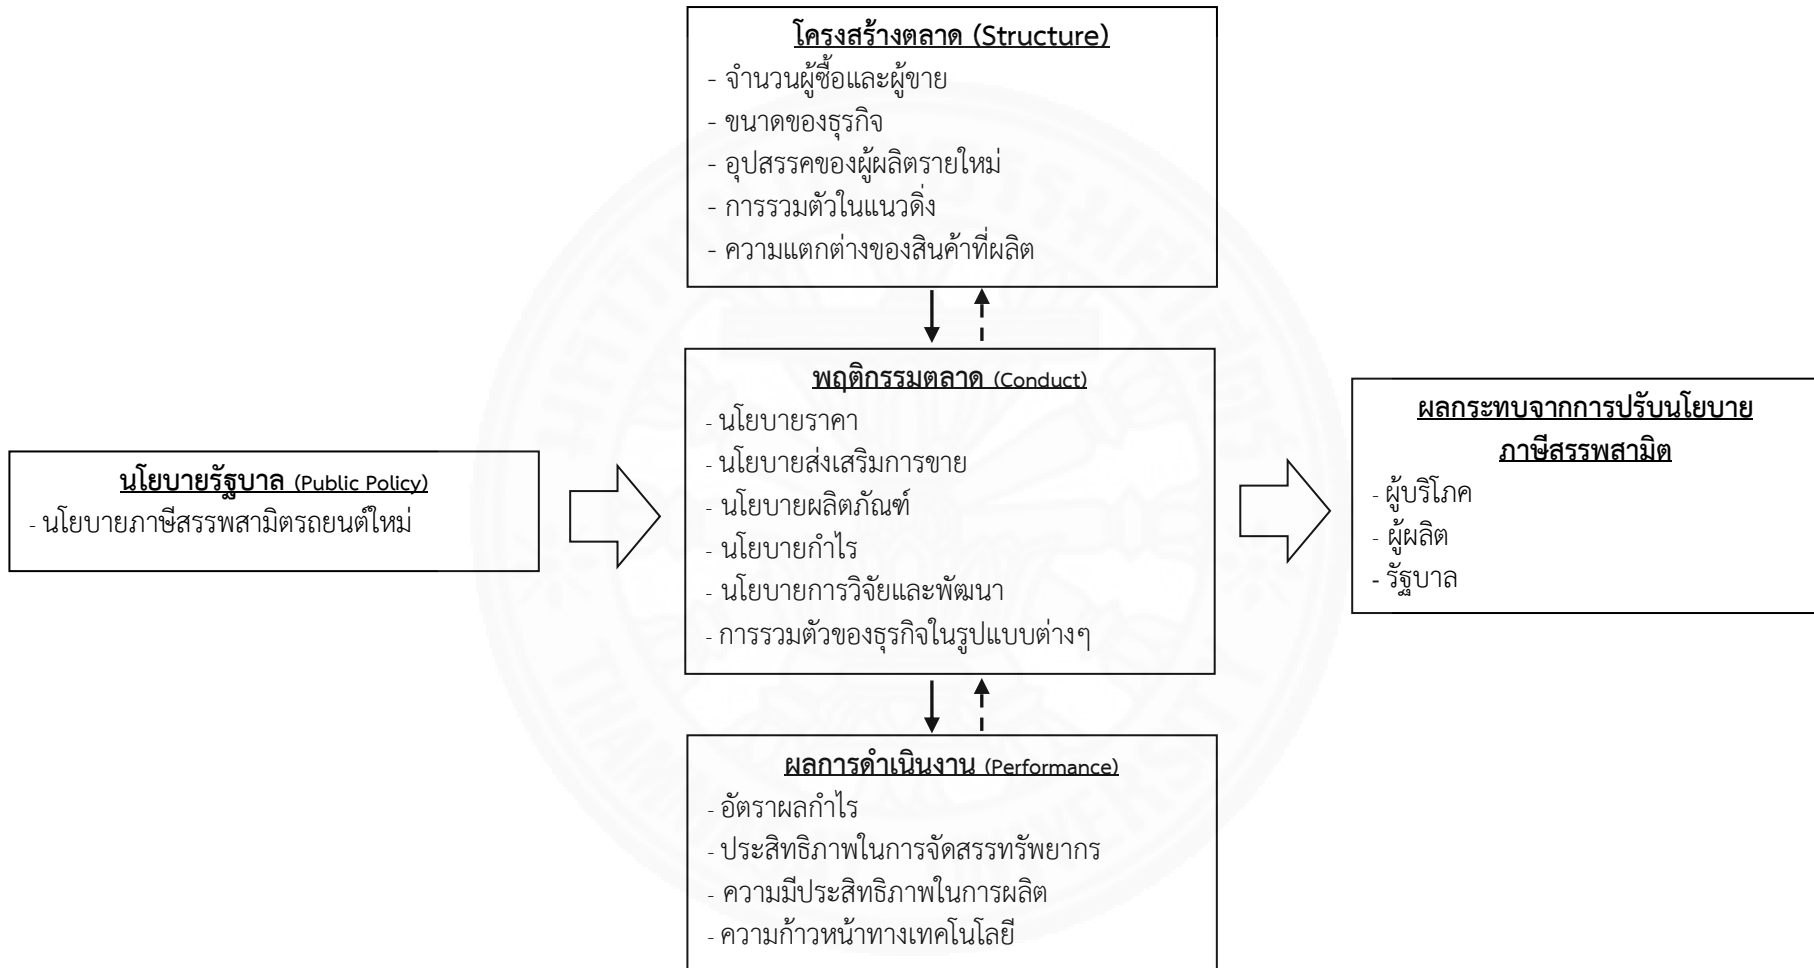 โครงสร้างตลาด (Structure)
- จำนวนผู้ซื้อและผู้ขาย
- ขนาดของธุรกิจ
- อุปสรรคของผู้ผลิตรายใหม่
- การรวมตัวในแนวดิ่ง
- ความแตกต่างของสินค้าที่ผลิต
นโยบายรัฐบาล (Public Policy)
- นโยบายภาษีสรรพสามิตรถยนต์ใหม่
พฤติกรรมตลาด (Conduct)
- นโยบายราคา
- นโยบายส่งเสริมการขาย
- นโยบายผลิตภัณฑ์
- นโยบายกำไร
- นโยบายการวิจัยและพัฒนา
- การรวมตัวของธุรกิจในรูปแบบต่างๆ
ผลกระทบจากการปรับนโยบาย
ภาษีสรรพสามิต
- ผู้บริโภค
- ผู้ผลิต
- รัฐบาล
ผลการดำเนินงาน (Performance)
- อัตราผลกำไร
- ประสิทธิภาพในการจัดสรรทรัพยากร
- ความมีประสิทธิภาพในการผลิต
- ความก้าวหน้าทางเทคโนโลยี